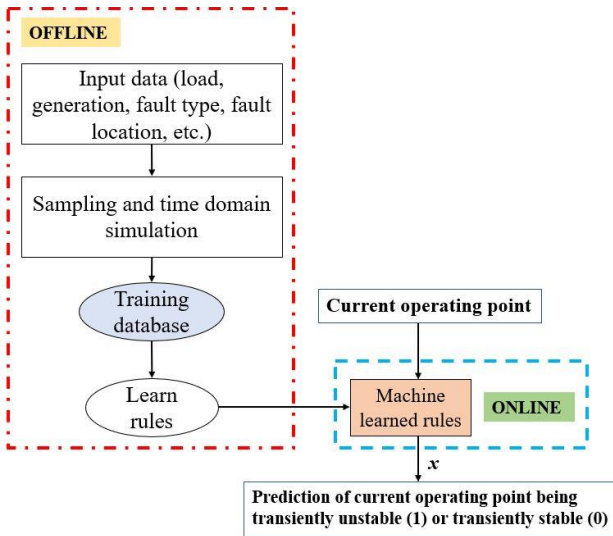 OFFLINE
Input data (load,
generation, fault type, fault
location, etc.)
Sampling and time domain
simulation
Training
database
Learn
rules
Current operating point
Machine
learned rules
ONLINE
x
Prediction of current operating point being
transiently unstable (1) or transiently stable (0)